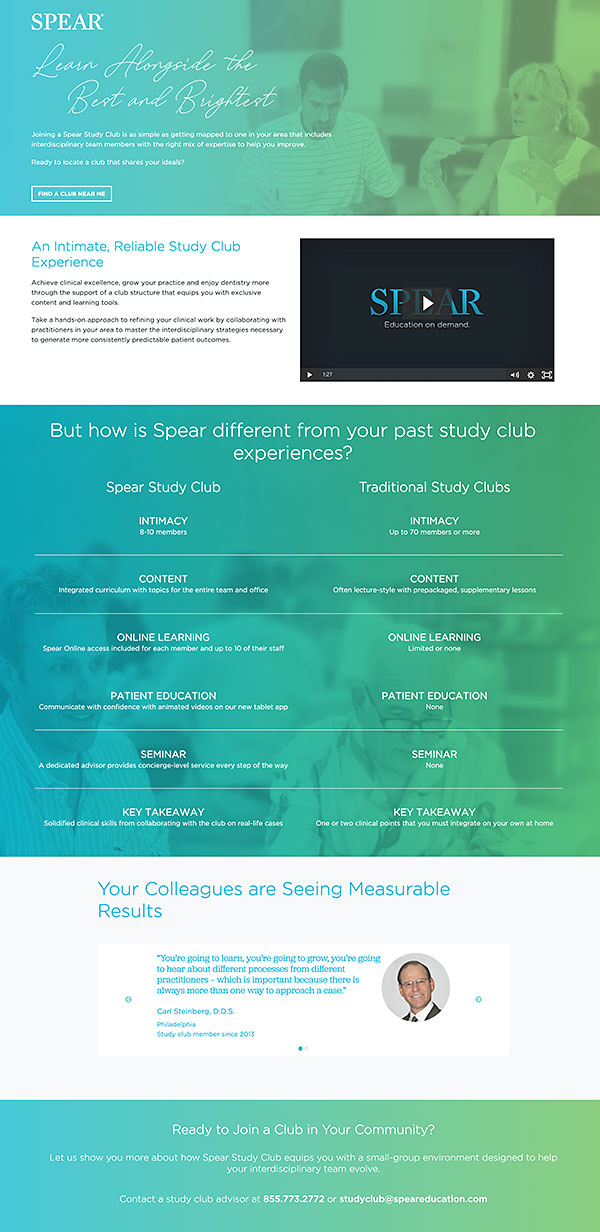 SPEAR®
Learn Alongside the
Best and Brightest
Joining a Spear Study Club is as simple as getting mapped to one in your area that includes
interdisciplinary team members with the right mix of expertise to help you improve.
Ready to locate a club that shares your ideals?
FIND A CLUB NEAR ME
An Intimate, Reliable Study Club
Experience
Achieve clinical excellence, grow your practice and enjoy dentistry more
through the support of a club structure that equips you with exclusive
content and learning tools.
Take a hands-on approach to refining your clinical work by collaborating with
practitioners in your area to master the interdisciplinary strategies necessary
to generate more consistently predictable patient outcomes.
SPEAR
Education on demand.
1:27
But how is Spear different from your past study club
experiences?
Spear Study Club
Traditional Study Clubs
INTIMACY
8-10 members
INTIMACY
Up to 70 members or more
CONTENT
Integrated curriculum with topics for the entire team and office
CONTENT
Often lecture-style with prepackaged, supplementary lessons
ONLINE LEARNING
Spear Online access included for each member and up to 10 of their staff
ONLINE LEARNING
Limited or none
PATIENT EDUCATION
Communicate with confidence with animated videos on our new tablet app
PATIENT EDUCATION
None
SEMINAR
A dedicated advisor provides concierge-level service every step of the way
SEMINAR
None
KEY TAKEAWAY
Solidified clinical skills from collaborating with the club on real-life cases
KEY TAKEAWAY
One or two clinical points that you must integrate on your own at home
Your Colleagues are Seeing Measurable
Results
“You’re going to learn, you’re going to grow, you’re going
to hear about different processes from different
practitioners – which is important because there is
always more than one way to approach a case.”
Carl Steinberg, D.D.S.
Philadelphia
Study club member since 2013
Ready to Join a Club in Your Community?
Let us show you more about how Spear Study Club equips you with a small-group environment designed to help
your interdisciplinary team evolve.
Contact a study club advisor at 855.773.2772 or studyclub@speareducation.com